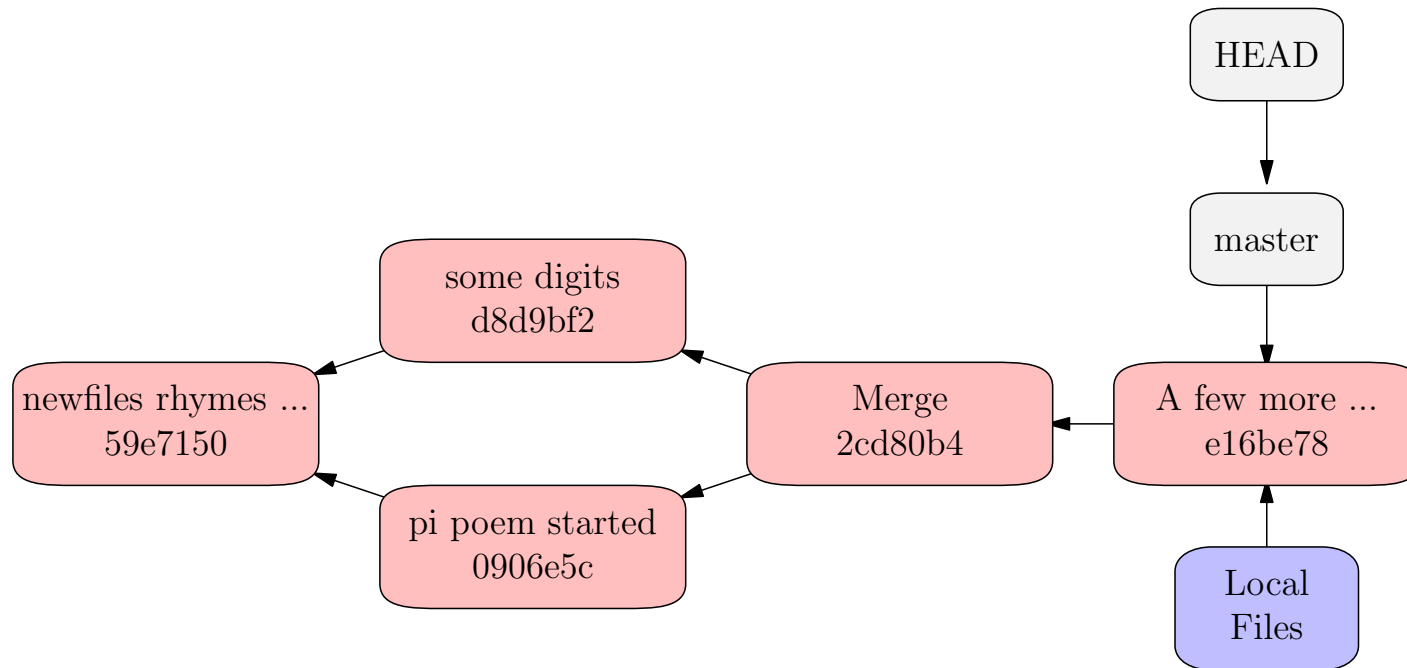 HEAD
master
some digits
d8d9bf2
newfiles rhymes ...
59e7150
Merge
2cd80b4
A few more ...
e16be78
pi poem started
0906e5c
Local
Files